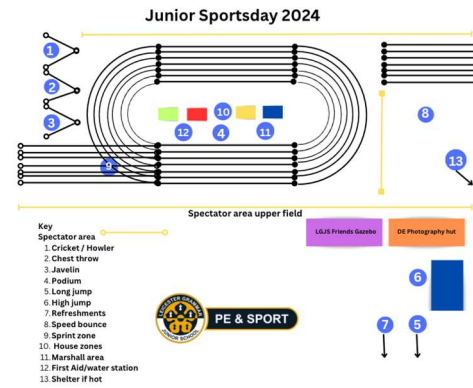 Junior Sportsday 2024
1
2
3
10
12
4
11
8
9
13
Spectator area upper field
LGJS Friends Gazebo
DE Photography hut
6
7
5
Key
Spectator area
1. Cricket / Howler
2. Chest throw
3. Javelin
4. Podium
5. Long jump
6. High jump
7. Refreshments
8. Speed bounce
9. Sprint zone
10. House zones
11. Marshall area
12. First Aid/water station
13. Shelter if hot
LEICESTER GRAMMAR
JUNIOR SCHOOL
PE & SPORT